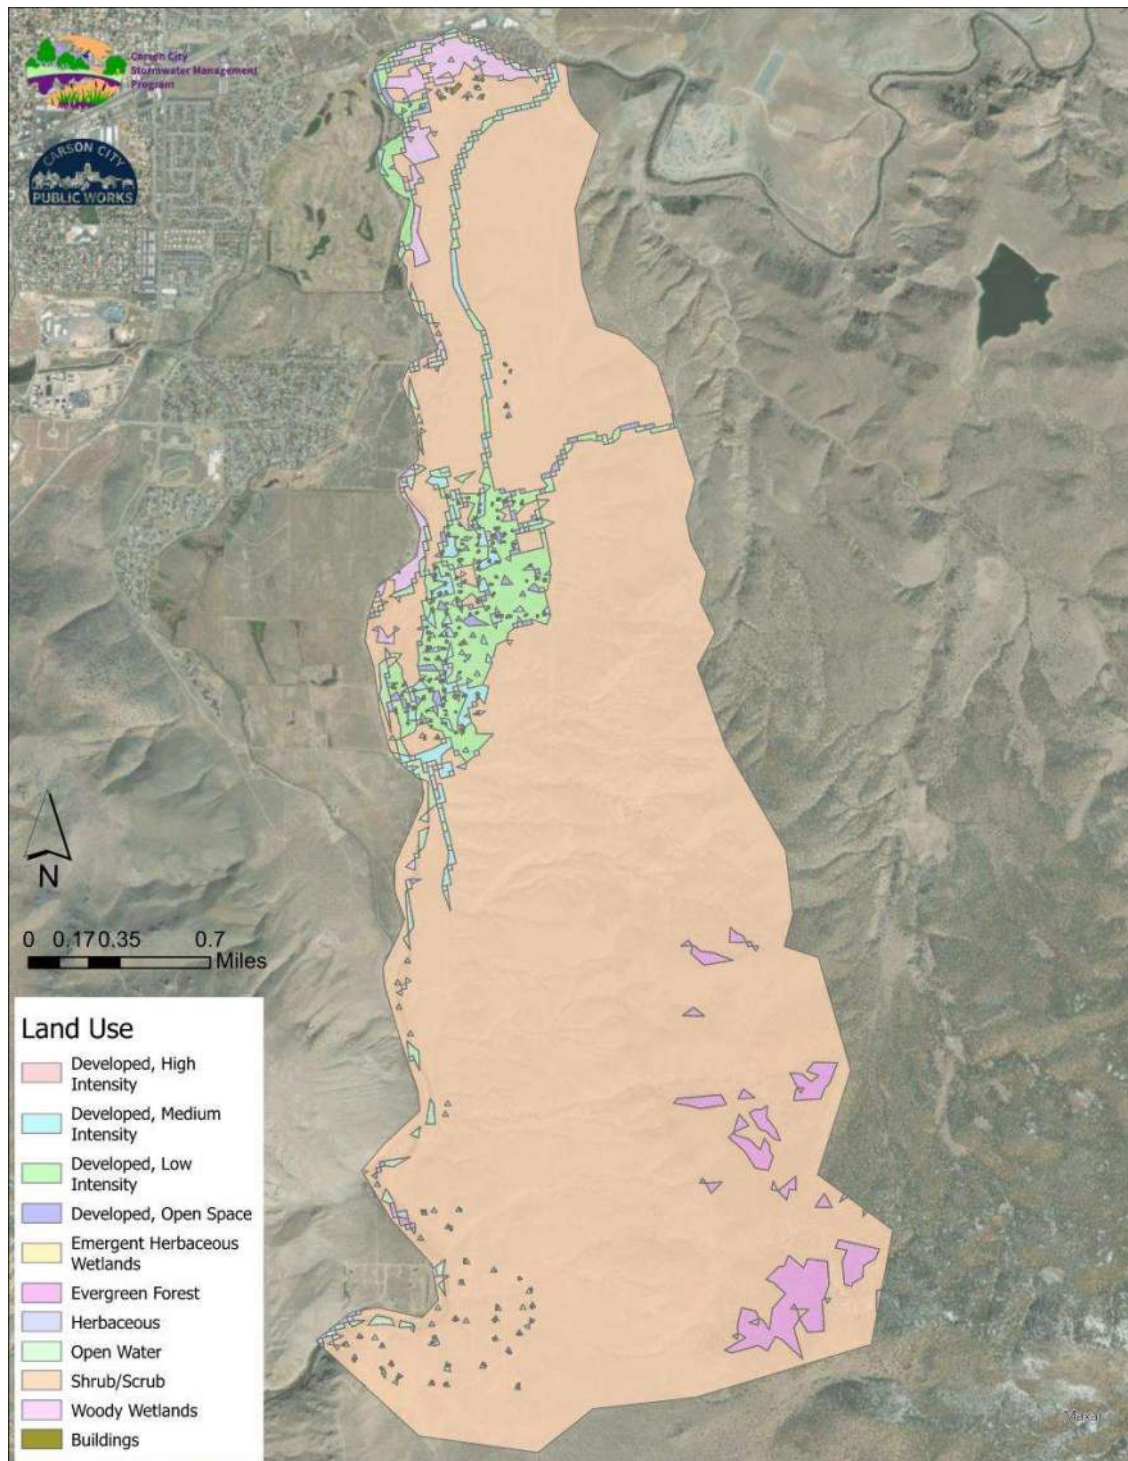 Carson City
Stormwater Management
Program
CARSON CITY
PUBLIC WORKS
N
0 0.17 0.35 0.7
Miles
Land Use
Developed, High
Intensity
Developed, Medium
Intensity
Developed, Low
Intensity
Developed, Open Space
Emergent Herbaceous
Wetlands
Evergreen Forest
Herbaceous
Open Water
Shrub/Scrub
Woody Wetlands
Buildings
Maxa